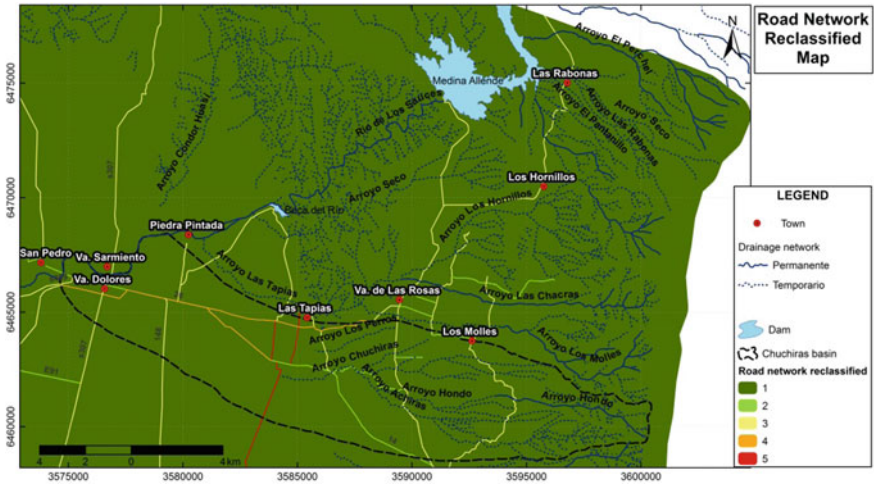 Road Network
Reclassified
Map
N
Arroyo El Perchel
Las Rabonas
Medina Allende
Arroyo Seco
Arroyo Las Rabonas
Arroyo El Pantanillo
Río de Los Sauces
Arroyo Condor Huasi
Arroyo Seco
Los Hornillos
Boca del Río
Arroyo Los Hornillos
Piedra Pintada
San Pedro
Va. Sarmiento
Va. Dolores
Arroyo Las Tapias
Va. de Las Rosas
Arroyo Las Chacras
Las Tapias
Arroyo Los Perros
Los Molles
Arroyo Los Molles
Arroyo Chuchiras
Arroyo Achiras
Arroyo Hondo
Arroyo Hondo
E91
14
4 2 0 4 km
6475000
6470000
6465000
6460000
3575000 3580000 3585000 3590000 3595000 3600000
LEGEND
Town
Drainage network
Permanente
Temporario
Dam
Chuchiras basin
Road network reclassified
1
2
3
4
5